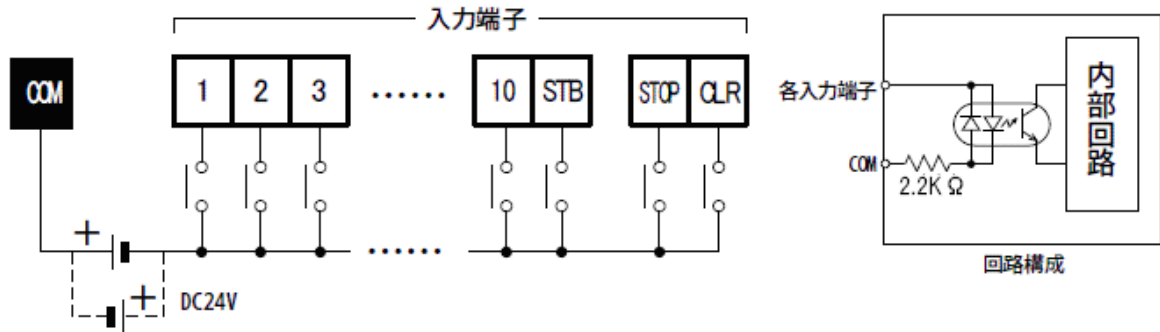 入力端子
COM
1 2 3 ・・・・・・ 10 STB STOP CLR
・・・・・・
+
+ DC24V
各入力端子
COM
2.2K Ω
内部回路
回路構成